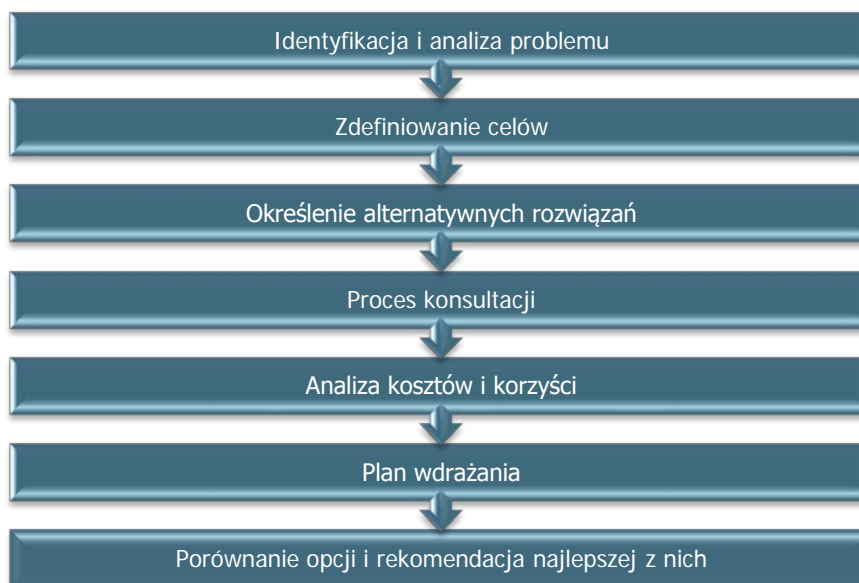 Identyfikacja i analiza problemu
Zdefiniowanie celów
Określenie alternatywnych rozwiązań
Proces konsultacji
Analiza kosztów i korzyści
Plan wdrażania
Porównanie opcji i rekomendacja najlepszej z nich